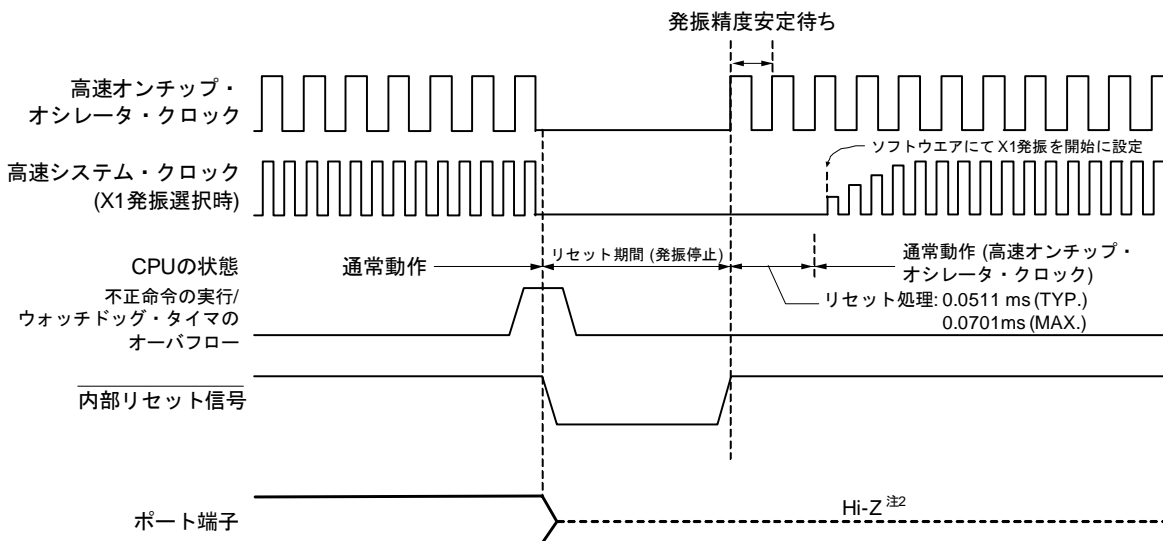 発振精度安定待ち
高速オンチップ・
オシレータ・クロック
ソフトウエアにてX1発振を開始に設定
高速システム・クロック
(X1発振選択時)
CPUの状態
通常動作
リセット期間 (発振停止)
通常動作 (高速オンチップ・
オシレータ・クロック)
リセット処理: 0.0511 ms (TYP.)
0.0701ms (MAX.)
不正命令の実行/
ウォッチドッグ・タイマの
オーバフロー
内部リセット信号
ポート端子
Hi-Z 注2